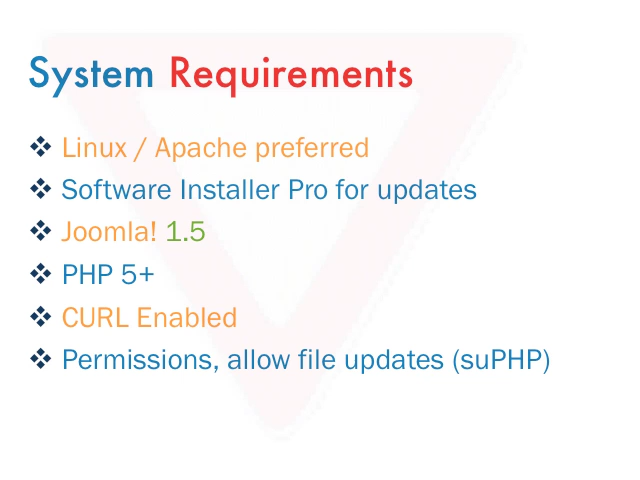 System Requirements
❖ Linux / Apache preferred
❖ Software Installer Pro for updates
❖ Joomla! 1.5
❖ PHP 5+
❖ CURL Enabled
❖ Permissions, allow file updates (suPHP)